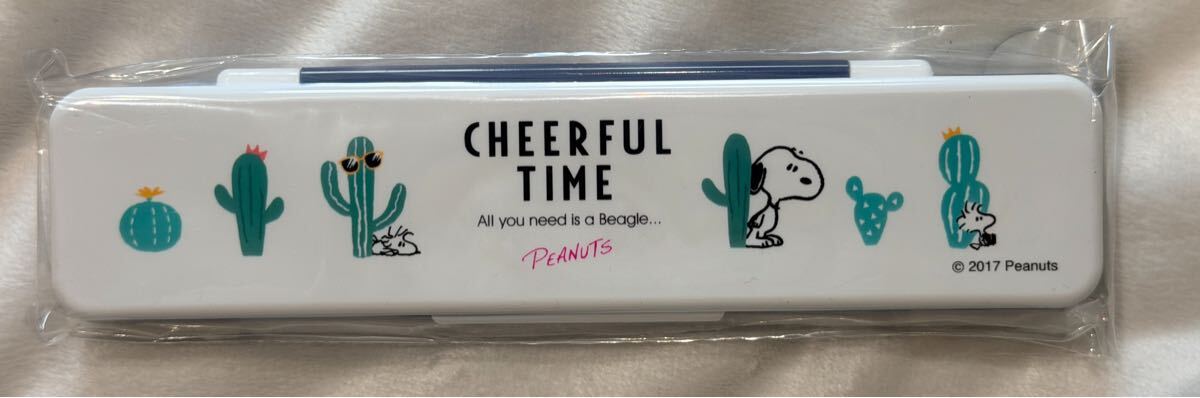 CHEERFUL
TIME
All you need is a Beagle...
PEANUTS
© 2017 Peanuts